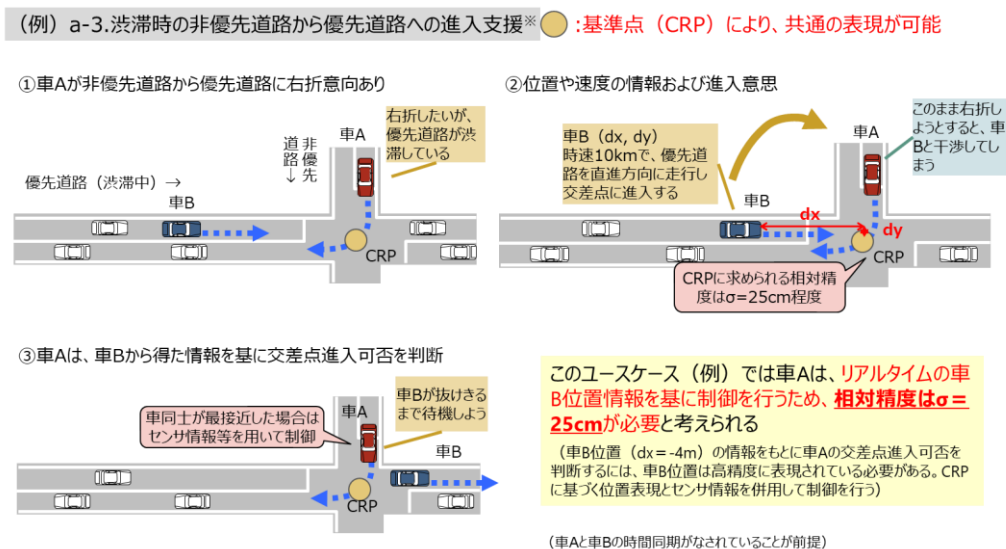 (例) a-3.渋滞時の非優先道路から優先道路への進入支援※
:基準点(CRP)により、共通の表現が可能
①車Aが非優先道路から優先道路に右折意向あり
非優先
道路↓
車A
右折したいが、
優先道路が渋
滞している
優先道路(渋滞中)→
車B
CRP
②位置や速度の情報および進入意思
車B(dx, dy)
時速10kmで、優先道
路を直進方向に走行し
交差点に進入する
車A
このまま右折し
ようとすると、車
Bと干渉してし
まう
車B
dx
dy
CRP
CRPに求められる相対精
度はσ=25cm程度
③車Aは、車Bから得た情報を基に交差点進入可否を判断
車同士が最接近した場合は
センサ情報等を用いて制御
車A
車Bが抜けきる
まで待機しよう
車B
CRP
このユースケース(例)では車Aは、リアルタイムの車
B位置情報を基に制御を行うため、相対精度はσ=
25cmが必要と考えられる
(車B位置(dx=-4m)の情報をもとに車Aの交差点進入可否を
判断するには、車B位置は高精度に表現されている必要がある。CRP
に基づく位置表現とセンサ情報を併用して制御を行う)
(車Aと車Bの時間同期がなされていることが前提)